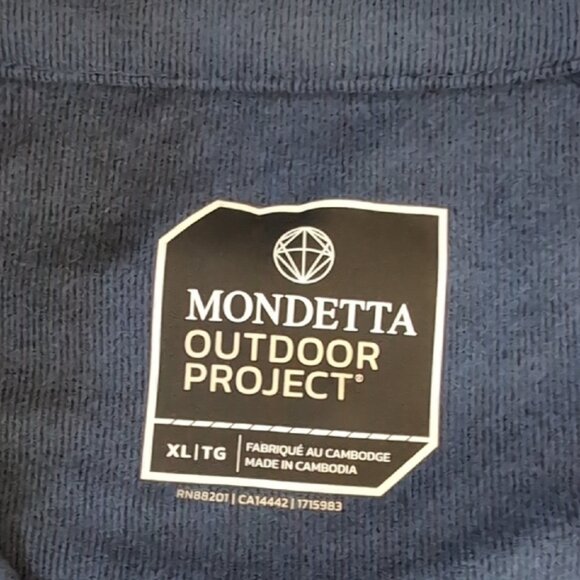 MONDETTA
OUTDOOR
PROJECT®
XL|TG
FABRIQUÉ AU CAMBODGE
MADE IN CAMBODIA
RN88201 | CA14442 | 1715983